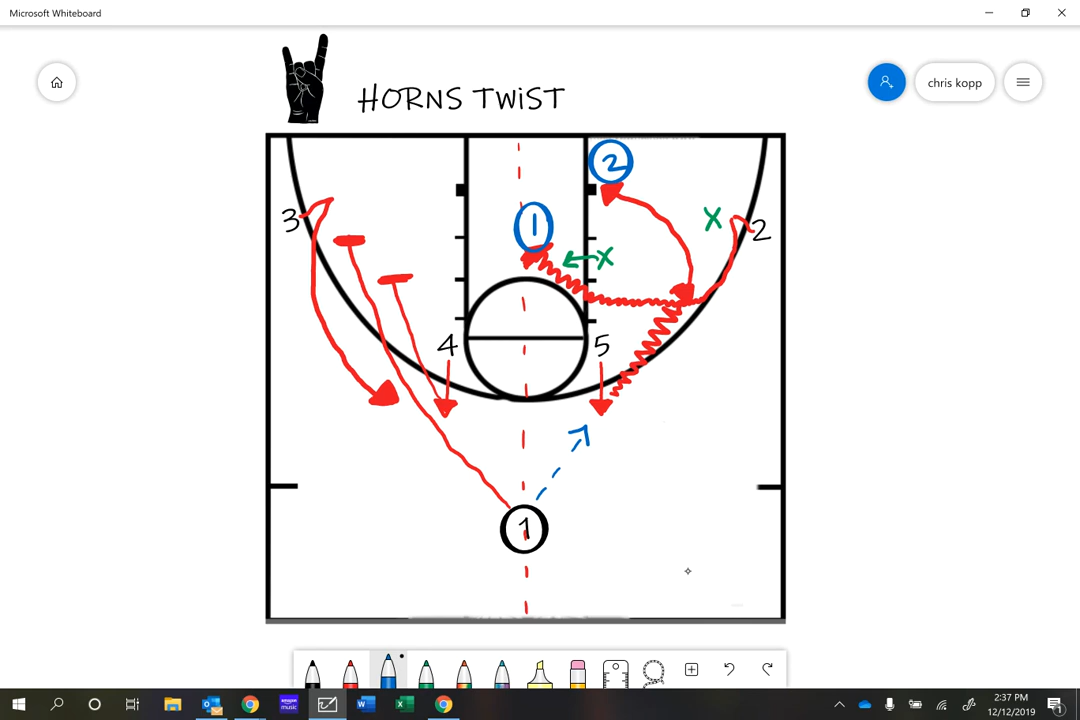 Microsoft Whiteboard
chris kopp
HORNS TWiST
2
3
1
X
2
X
4
5
1
2:37 PM
12/12/2019
1